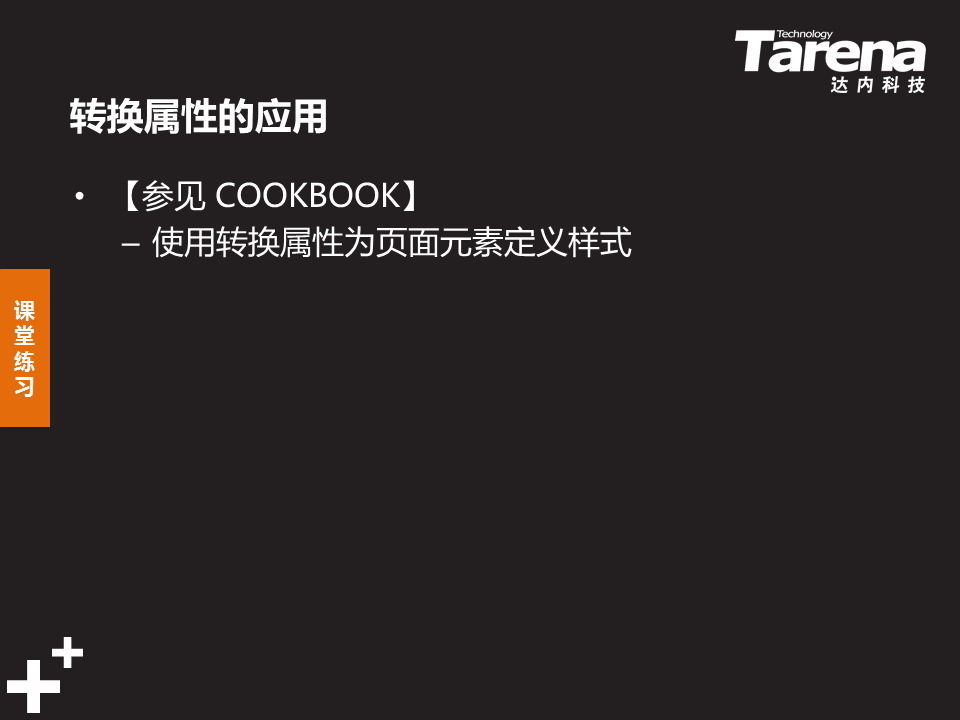 Technology
Tarena
达内科技
转换属性的应用
• 【参见 COOKBOOK】
– 使用转换属性为页面元素定义样式
课
堂
练
习